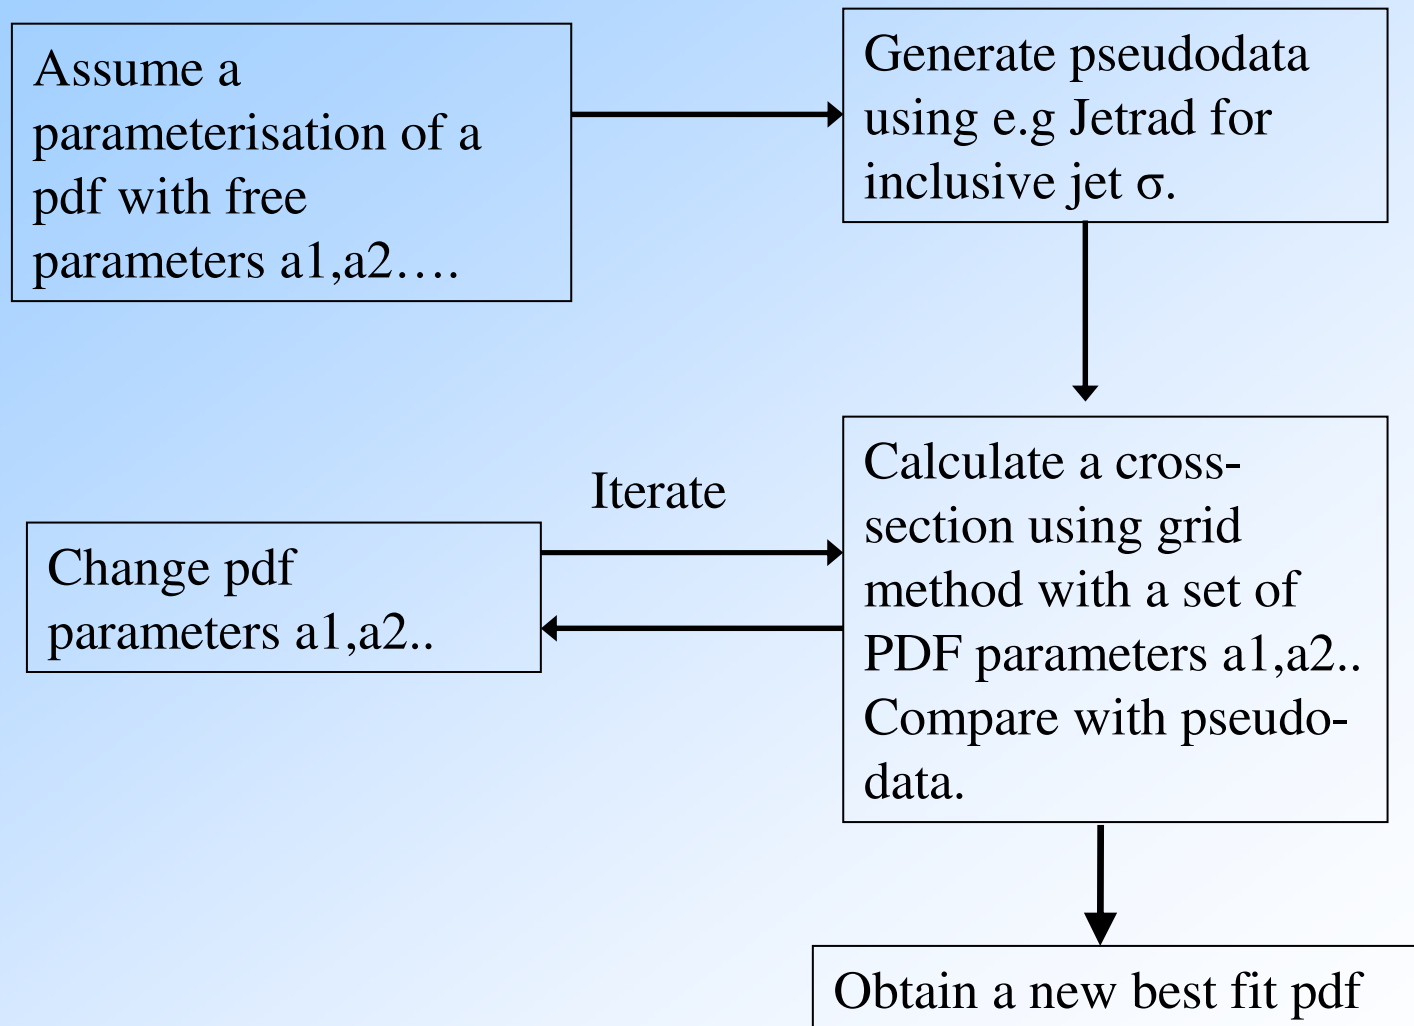 Assume a
parameterisation of a
pdf with free
parameters a1,a2….
Generate pseudodata
using e.g Jetrad for
inclusive jet σ.
Iterate
Change pdf
parameters a1,a2..
Calculate a cross-
section using grid
method with a set of
PDF parameters a1,a2..
Compare with pseudo-
data.
Obtain a new best fit pdf